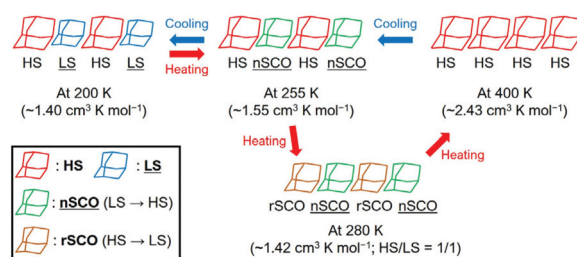 Cooling
Cooling
HS LS HS LS
Heating
HS nSCO HS nSCO
HS HS HS HS
At 200 K
(~1.40 cm³ K mol⁻¹)
At 255 K
(~1.55 cm³ K mol⁻¹)
At 400 K
(~2.43 cm³ K mol⁻¹)
Heating
Heating
: HS : LS
: nSCO (LS → HS)
: rSCO (HS → LS)
rSCO nSCO rSCO nSCO
At 280 K
(~1.42 cm³ K mol⁻¹; HS/LS = 1/1)